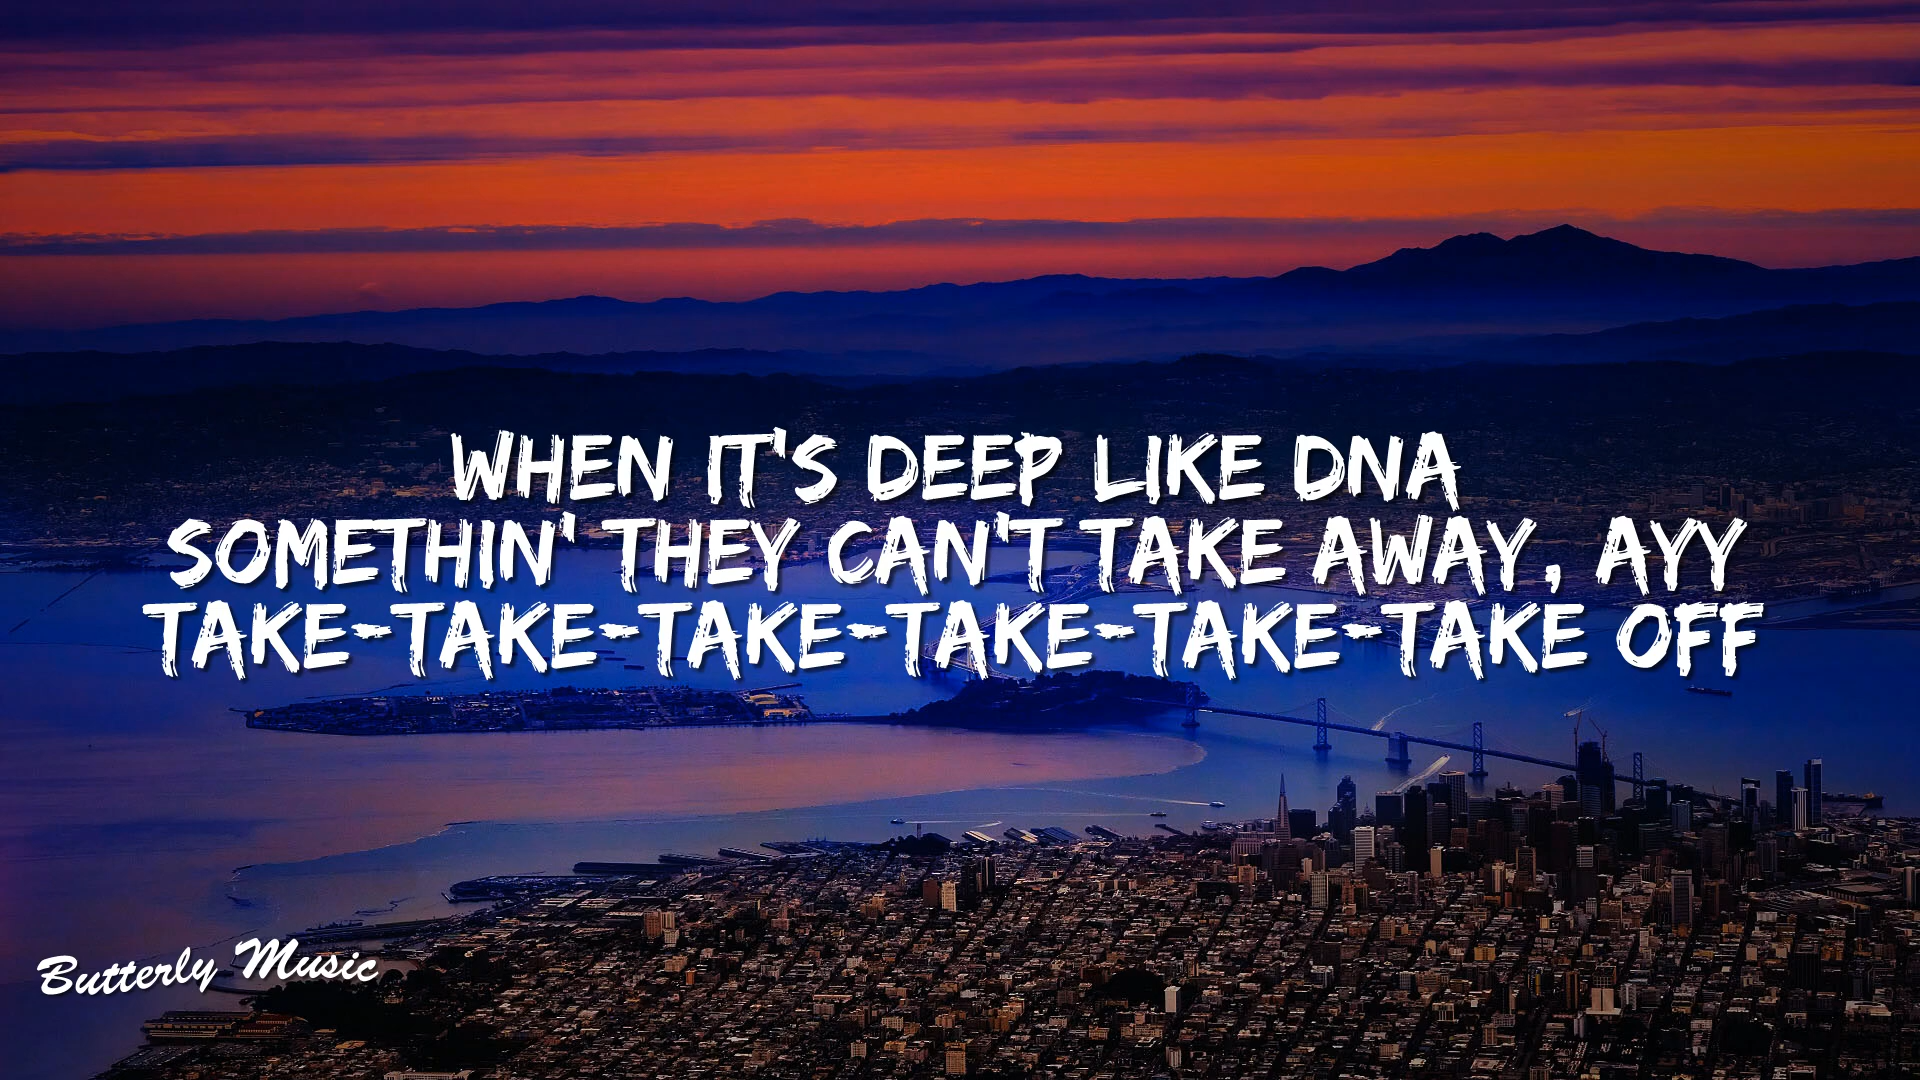 WHEN IT'S DEEP LIKE DNA
SOMETHIN' THEY CAN'T TAKE AWAY, AYY
TAKE-TAKE-TAKE-TAKE-TAKE-TAKE OFF
Butterly Music